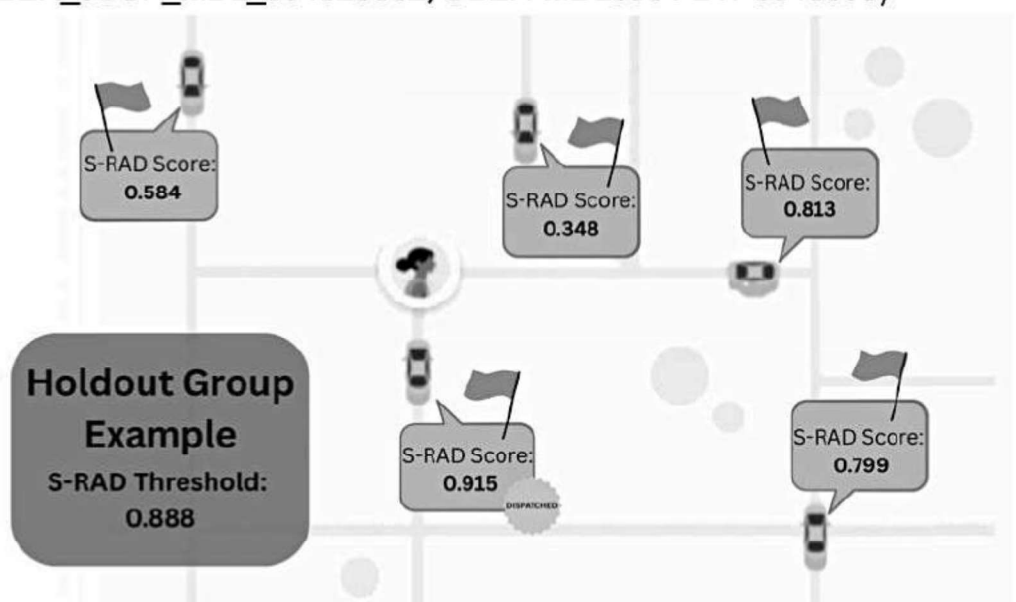 S-RAD Score:
0.584
S-RAD Score:
0.348
S-RAD Score:
0.813
Holdout Group
Example
S-RAD Threshold:
0.888
S-RAD Score:
0.915
DISPATCHED
S-RAD Score:
0.799